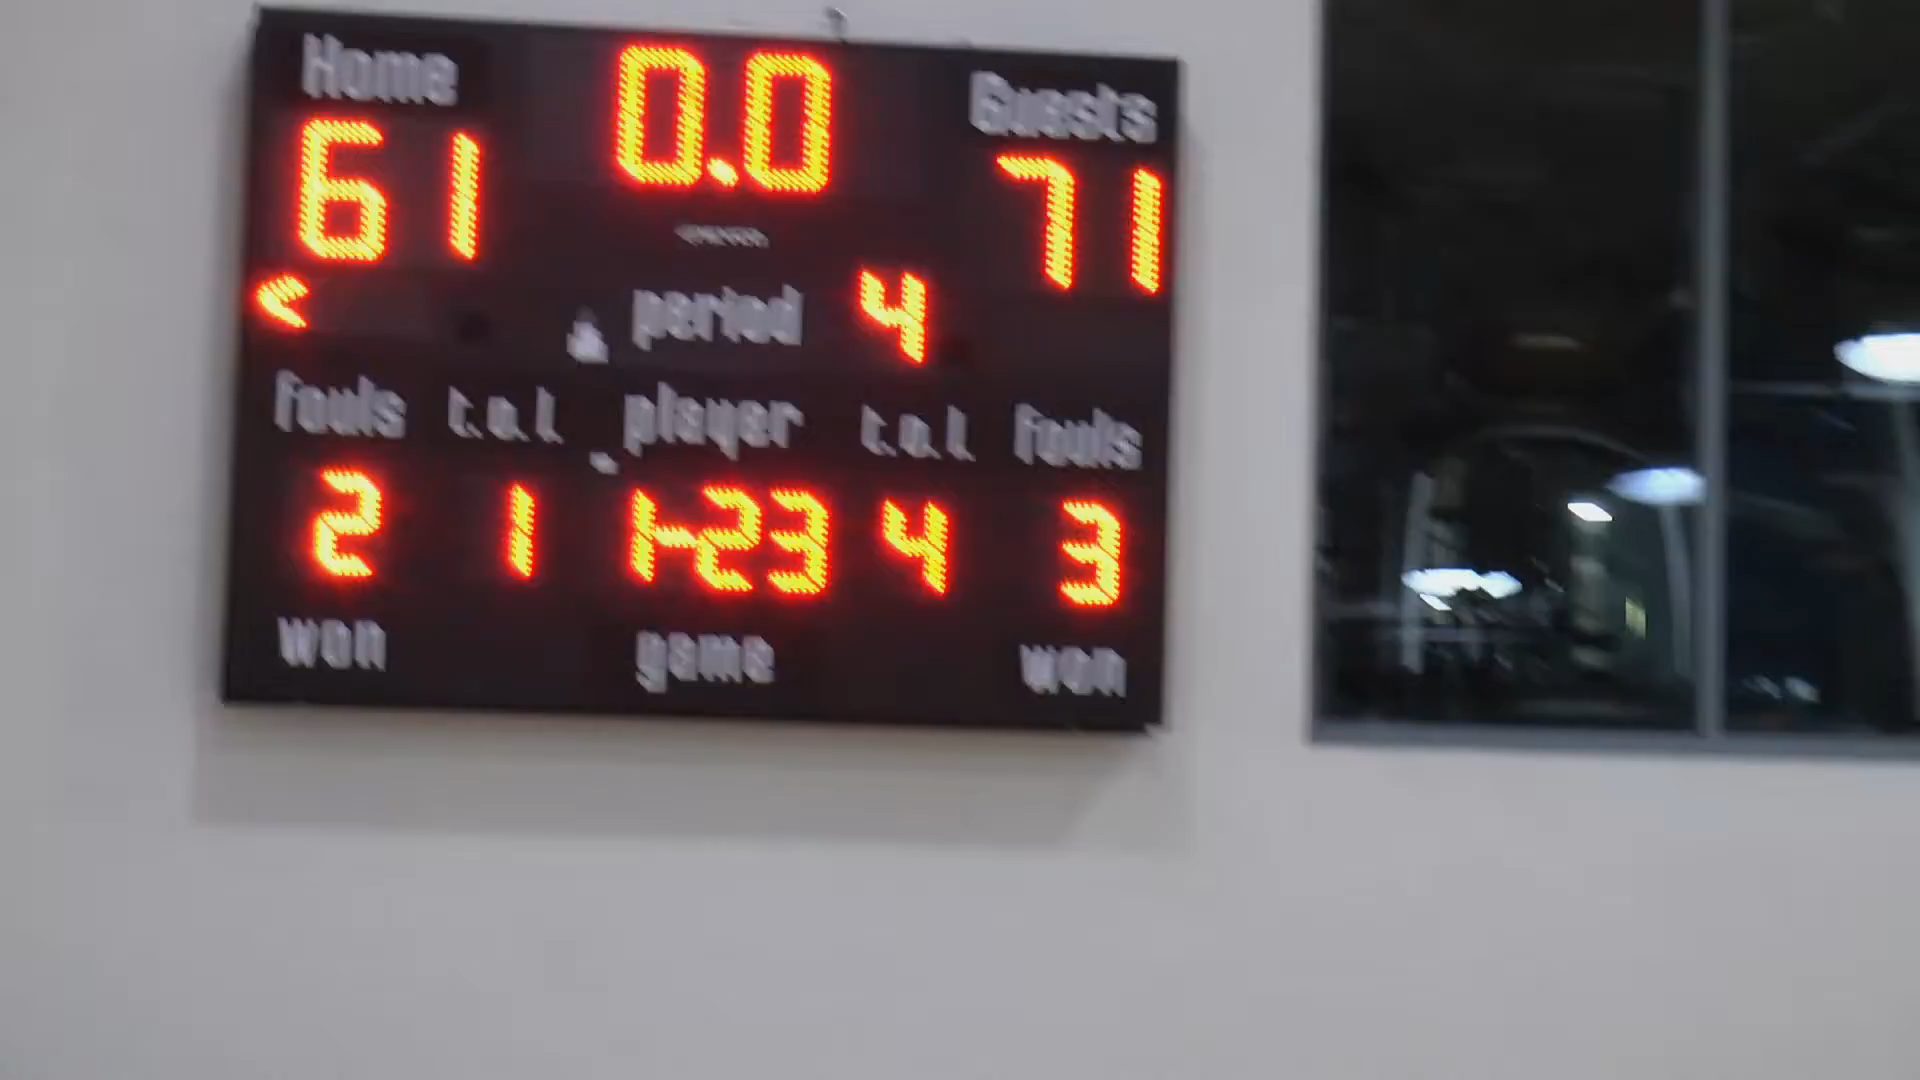 Home 0.0 Guests
61 71
< period 4
fouls t.o.l player t.o.l fouls
2 1 1-23 4 3
won game won